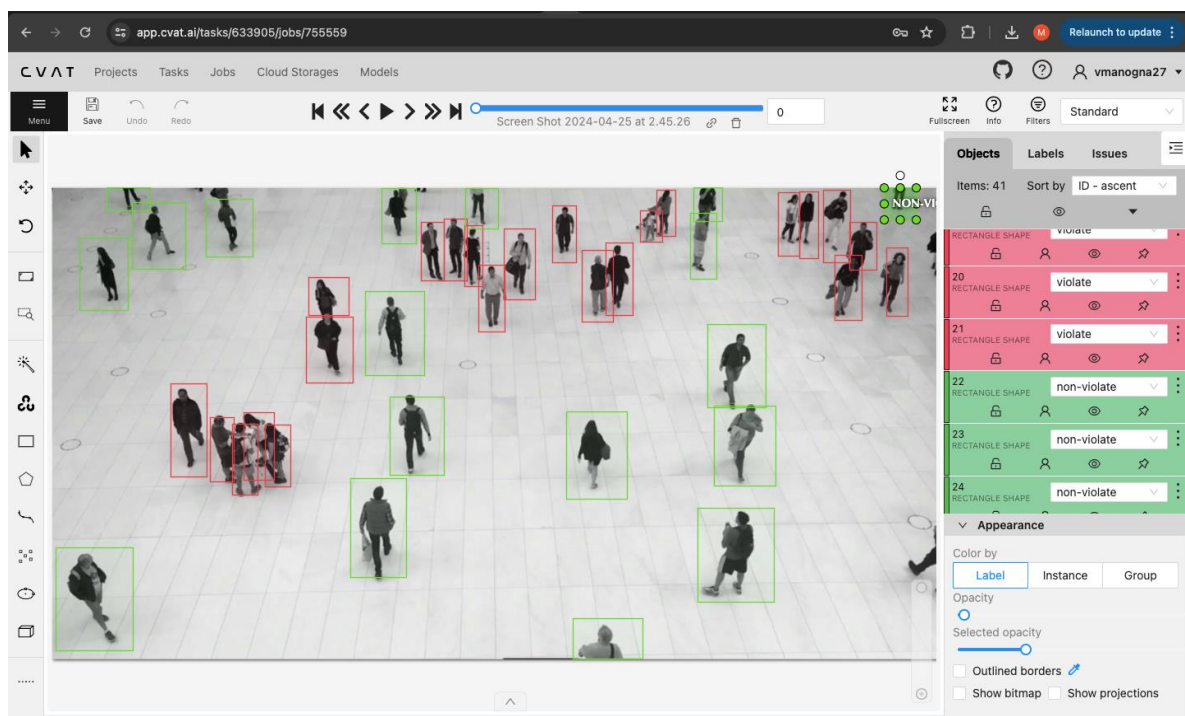 app.cvat.ai/tasks/633905/jobs/755559
M
Relaunch to update
CVAT
Projects
Tasks
Jobs
Cloud Storages
Models
vmanogna27
Menu
Save
Undo
Redo
Screen Shot 2024-04-25 at 2.45.26
0
Fullscreen
Info
Filters
Standard
NON-VI
Objects
Labels
Issues
Items: 41
Sort by
ID - ascent
RECTANGLE SHAPE
violate
20
RECTANGLE SHAPE
violate
21
RECTANGLE SHAPE
violate
22
RECTANGLE SHAPE
non-violate
23
RECTANGLE SHAPE
non-violate
24
RECTANGLE SHAPE
non-violate
Appearance
Color by
Label
Instance
Group
Opacity
Selected opacity
Outlined borders
Show bitmap
Show projections